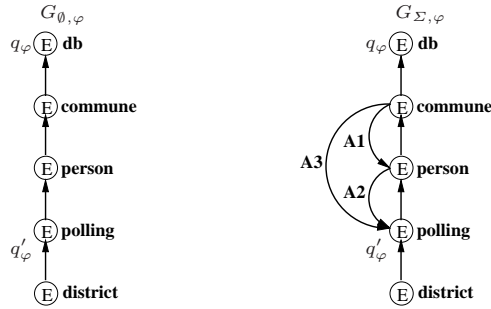 G∅,φ
qφ E db
E commune
E person
E polling
q′φ
E district
GΣ,φ
qφ E db
E commune
A1
A3
E person
A2
E polling
q′φ
E district